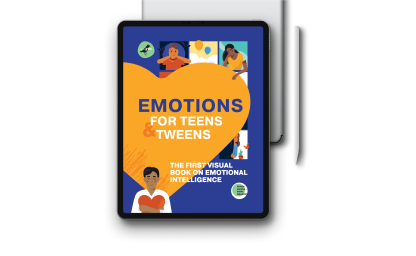 EMOTIONS
FOR TEENS
& TWEENS
THE FIRST VISUAL
BOOK ON EMOTIONAL
INTELLIGENCE